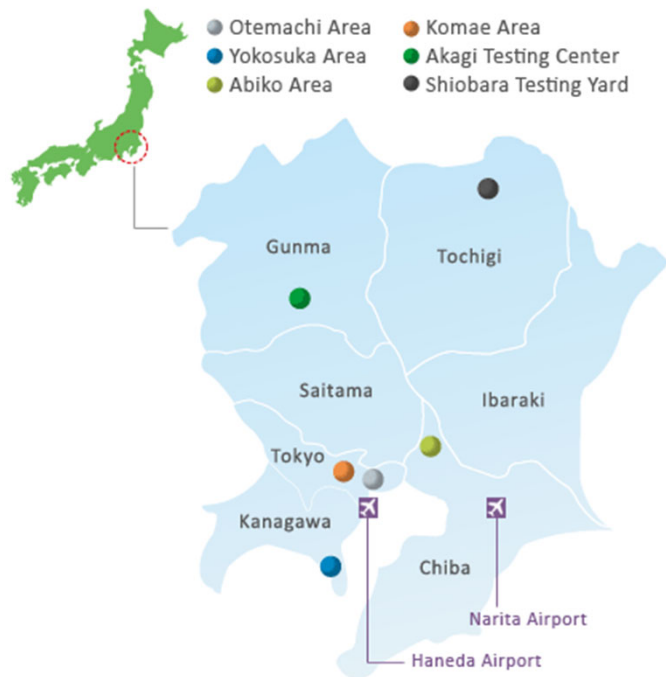 Otemachi Area
Komae Area
Yokosuka Area
Akagi Testing Center
Abiko Area
Shiobara Testing Yard
Gunma
Tochigi
Saitama
Ibaraki
Tokyo
Kanagawa
Chiba
Narita Airport
Haneda Airport